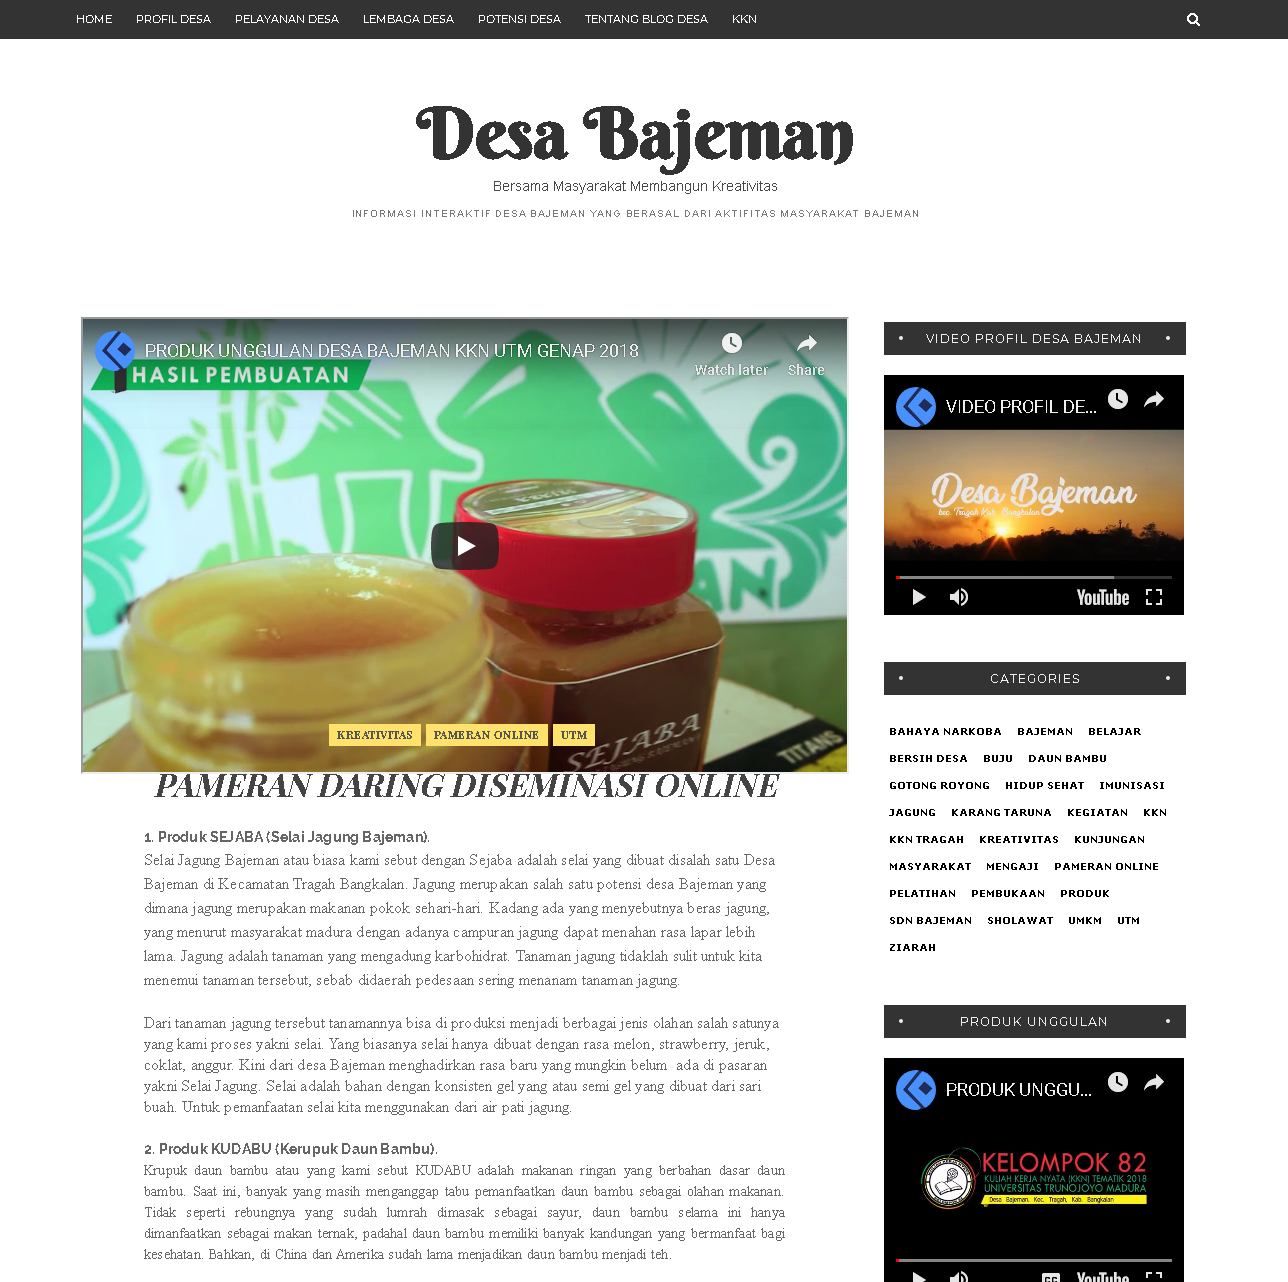 HOME PROFIL DESA PELAYANAN DESA LEMBAGA DESA POTENSI DESA TENTANG BLOG DESA KKN
Desa Bajeman
Bersama Masyarakat Membangun Kreativitas
INFORMASI INTERAKTIF DESA BAJEMAN YANG BERASAL DARI AKTIFITAS MASYARAKAT BAJEMAN
PRODUK UNGGULAN DESA BAJEMAN KKN UTM GENAP 2018
Watch later Share
HASIL PEMBUATAN
SEJABA
TITANS
KREATIVITAS PAMERAN ONLINE UTM
PAMERAN DARING DISEMINASI ONLINE
1. Produk SEJABA (Selai Jagung Bajeman).
Selai Jagung Bajeman atau biasa kami sebut dengan Sejaba adalah selai yang dibuat disalah satu Desa
Bajeman di Kecamatan Tragah Bangkalan. Jagung merupakan salah satu potensi desa Bajeman yang
dimana jagung merupakan makanan pokok sehari-hari. Kadang ada yang menyebutnya beras jagung,
yang menurut masyarakat madura dengan adanya campuran jagung dapat menahan rasa lapar lebih
lama. Jagung adalah tanaman yang mengadung karbohidrat. Tanaman jagung tidaklah sulit untuk kita
menemui tanaman tersebut, sebab didaerah pedesaan sering menanam tanaman jagung.
Dari tanaman jagung tersebut tanamannya bisa di produksi menjadi berbagai jenis olahan salah satunya
yang kami proses yakni selai. Yang biasanya selai hanya dibuat dengan rasa melon, strawberry, jeruk,
coklat, anggur. Kini dari desa Bajeman menghadirkan rasa baru yang mungkin belum  ada di pasaran
yakni Selai Jagung. Selai adalah bahan dengan konsisten gel yang atau semi gel yang dibuat dari sari
buah. Untuk pemanfaatan selai kita menggunakan dari air pati jagung.
2. Produk KUDABU (Kerupuk Daun Bambu).
Krupuk daun bambu atau yang kami sebut KUDABU adalah makanan ringan yang berbahan dasar daun
bambu. Saat ini, banyak yang masih menganggap tabu pemanfaatkan daun bambu sebagai olahan makanan.
Tidak seperti rebungnya yang sudah lumrah dimasak sebagai sayur, daun bambu selama ini hanya
dimanfaatkan sebagai makan ternak, padahal daun bambu memiliki banyak kandungan yang bermanfaat bagi
kesehatan. Bahkan, di China dan Amerika sudah lama menjadikan daun bambu menjadi teh.
VIDEO PROFIL DESA BAJEMAN
VIDEO PROFIL DE...
Desa Bajeman
kec Tragah Kab. Bangkalan
YouTube
CATEGORIES
BAHAYA NARKOBA BAJEMAN BELAJAR
BERSIH DESA BUJU DAUN BAMBU
GOTONG ROYONG HIDUP SEHAT IMUNISASI
JAGUNG KARANG TARUNA KEGIATAN KKN
KKN TRAGAH KREATIVITAS KUNJUNGAN
MASYARAKAT MENGAJI PAMERAN ONLINE
PELATIHAN PEMBUKAAN PRODUK
SDN BAJEMAN SHOLAWAT UMKM UTM
ZIARAH
PRODUK UNGGULAN
PRODUK UNGGU...
KELOMPOK 82
KULIAH KERJA NYATA (KKN) TEMATIK 2018
UNIVERSITAS TRUNOJOYO MADURA
Desa Bajeman, Kec. Tragah, Kab. Bangkalan
CC YouTube